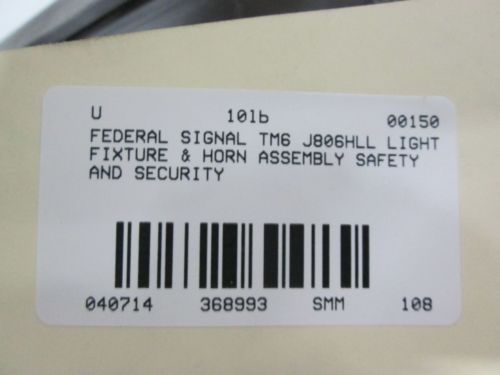 U 10lb 00150
FEDERAL SIGNAL TM6 J806HLL LIGHT
FIXTURE & HORN ASSEMBLY SAFETY
AND SECURITY
040714 368993 SMM 108